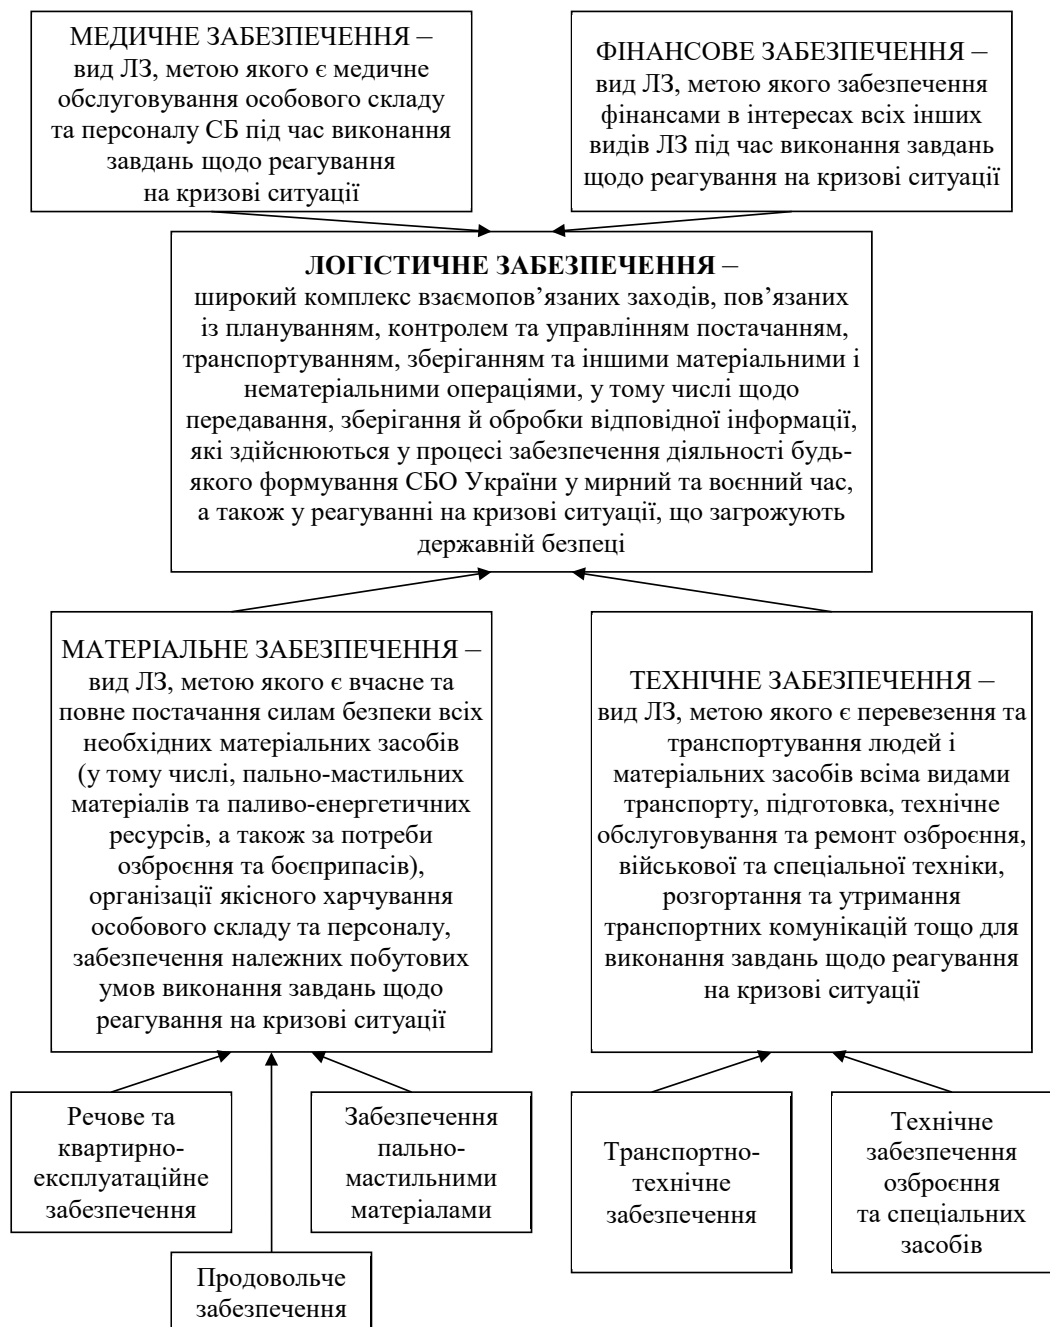 МЕДИЧНЕ ЗАБЕЗПЕЧЕННЯ –
вид ЛЗ, метою якого є медичне
обслуговування особового складу
та персоналу СБ під час виконання
завдань щодо реагування
на кризові ситуації
ФІНАНСОВЕ ЗАБЕЗПЕЧЕННЯ –
вид ЛЗ, метою якого забезпечення
фінансами в інтересах всіх інших
видів ЛЗ під час виконання завдань
щодо реагування на кризові ситуації
ЛОГІСТИЧНЕ ЗАБЕЗПЕЧЕННЯ –
широкий комплекс взаємопов’язаних заходів, пов’язаних
із плануванням, контролем та управлінням постачанням,
транспортуванням, зберіганням та іншими матеріальними і
нематеріальними операціями, у тому числі щодо
передавання, зберігання й обробки відповідної інформації,
які здійснюються у процесі забезпечення діяльності будь-
якого формування СБО України у мирний та воєнний час,
а також у реагуванні на кризові ситуації, що загрожують
державній безпеці
МАТЕРІАЛЬНЕ ЗАБЕЗПЕЧЕННЯ –
вид ЛЗ, метою якого є вчасне та
повне постачання силам безпеки всіх
необхідних матеріальних засобів
(у тому числі, пально-мастильних
матеріалів та паливо-енергетичних
ресурсів, а також за потреби
озброєння та боєприпасів),
організації якісного харчування
особового складу та персоналу,
забезпечення належних побутових
умов виконання завдань щодо
реагування на кризові ситуації
ТЕХНІЧНЕ ЗАБЕЗПЕЧЕННЯ –
вид ЛЗ, метою якого є перевезення та
транспортування людей і
матеріальних засобів всіма видами
транспорту, підготовка, технічне
обслуговування та ремонт озброєння,
військової та спеціальної техніки,
розгортання та утримання
транспортних комунікацій тощо для
виконання завдань щодо реагування
на кризові ситуації
Речове та
квартирно-
експлуатаційне
забезпечення
Забезпечення
пально-
мастильними
матеріалами
Транспортно-
технічне
забезпечення
Технічне
забезпечення
озброєння
та спеціальних
засобів
Продовольче
забезпечення